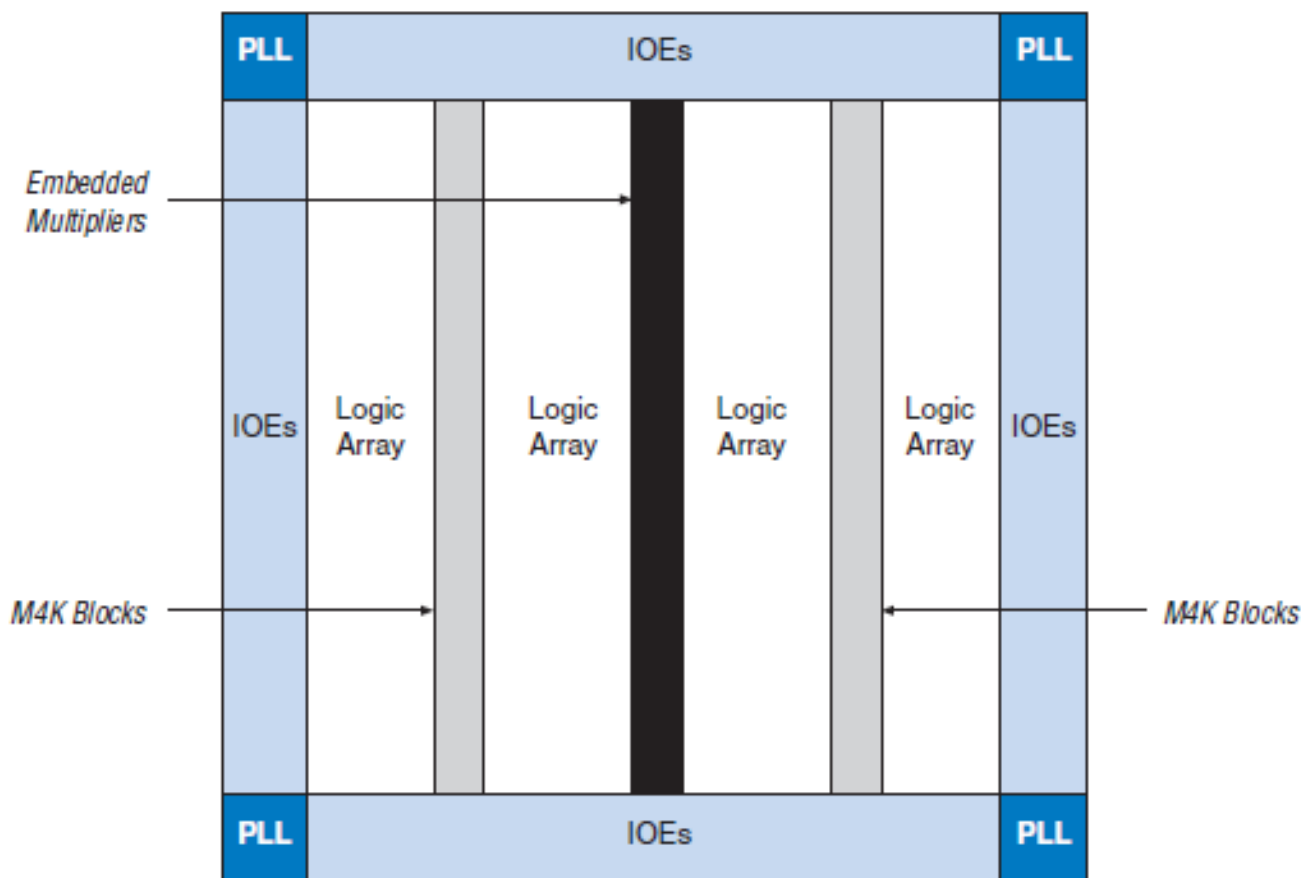 PLL
IOEs
PLL
Embedded
Multipliers
IOEs
Logic
Array
Logic
Array
Logic
Array
Logic
Array
IOEs
M4K Blocks
M4K Blocks
PLL
IOEs
PLL